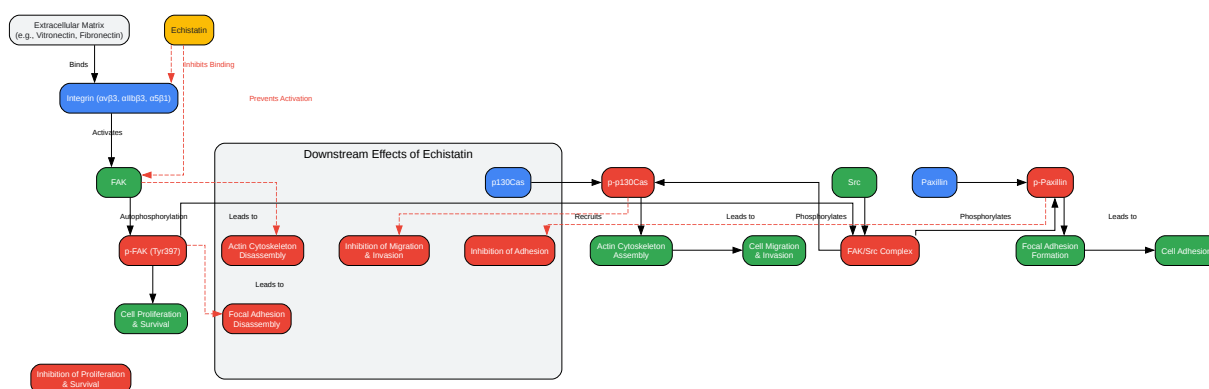 Extracellular Matrix
(e.g., Vitronectin, Fibronectin)
Echistatin
Binds
Inhibits Binding
Integrin (αvβ3, αIIbβ3, α5β1)
Prevents Activation
Activates
Downstream Effects of Echistatin
FAK
p130Cas
p-p130Cas
Src
Paxillin
p-Paxillin
Autophosphorylation
Leads to
Recruits
Leads to
Phosphorylates
Phosphorylates
Leads to
p-FAK (Tyr397)
Actin Cytoskeleton
Disassembly
Inhibition of Migration
& Invasion
Inhibition of Adhesion
Actin Cytoskeleton
Assembly
Cell Migration
& Invasion
FAK/Src Complex
Focal Adhesion
Formation
Cell Adhesion
Leads to
Cell Proliferation
& Survival
Focal Adhesion
Disassembly
Inhibition of Proliferation
& Survival